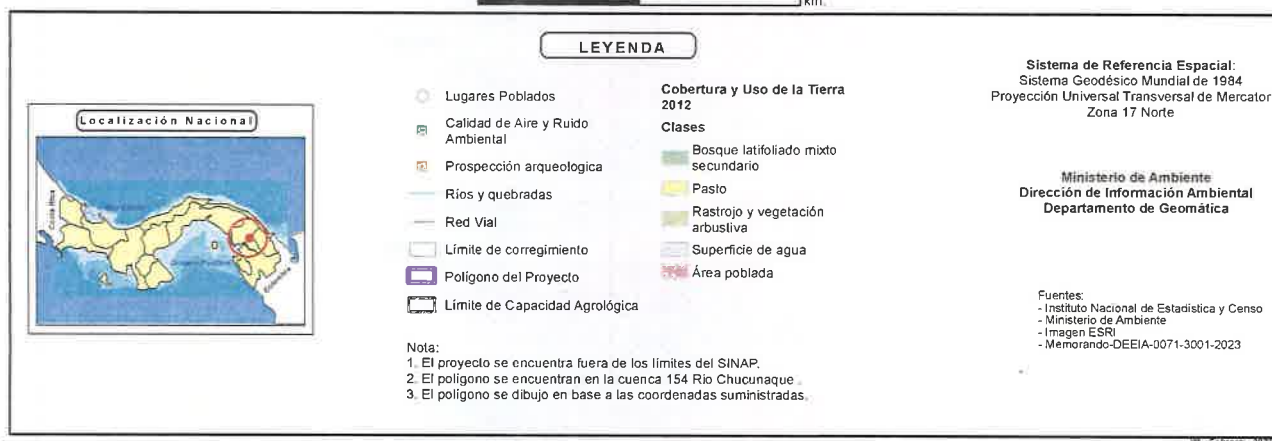 km.
LEYENDA
Localización Nacional
Costa Rica
Colombia
Lugares Poblados
Calidad de Aire y Ruido
Ambiental
Prospección arqueologica
Ríos y quebradas
Red Vial
Límite de corregimiento
Polígono del Proyecto
Límite de Capacidad Agrológica
Cobertura y Uso de la Tierra
2012
Clases
Bosque latifoliado mixto
secundario
Pasto
Rastrojo y vegetación
arbustiva
Superficie de agua
Área poblada
Nota:
1. El proyecto se encuentra fuera de los límites del SINAP.
2. El polígono se encuentran en la cuenca 154 Rio Chucunaque.
3. El polígono se dibujo en base a las coordenadas suministradas.
Sistema de Referencia Espacial:
Sistema Geodésico Mundial de 1984
Proyección Universal Transversal de Mercator
Zona 17 Norte
Ministerio de Ambiente
Dirección de Información Ambiental
Departamento de Geomática
Fuentes:
- Instituto Nacional de Estadística y Censo
- Ministerio de Ambiente
- Imagen ESRI
- Memorando-DEEIA-0071-3001-2023